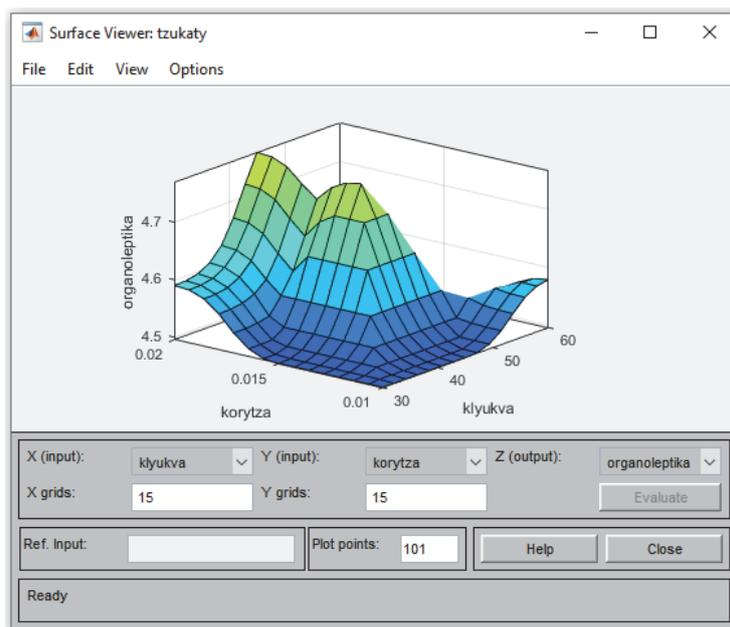 Surface Viewer: tzukaty
File Edit View Options
organoleptika
4.7
4.6
4.5
0.02
0.015
0.01
korytza
30
40
50
60
klyukva
X (input): klyukva Y (input): korytza Z (output): organoleptika
X grids: 15 Y grids: 15 Evaluate
Ref. Input: Plot points: 101 Help Close
Ready